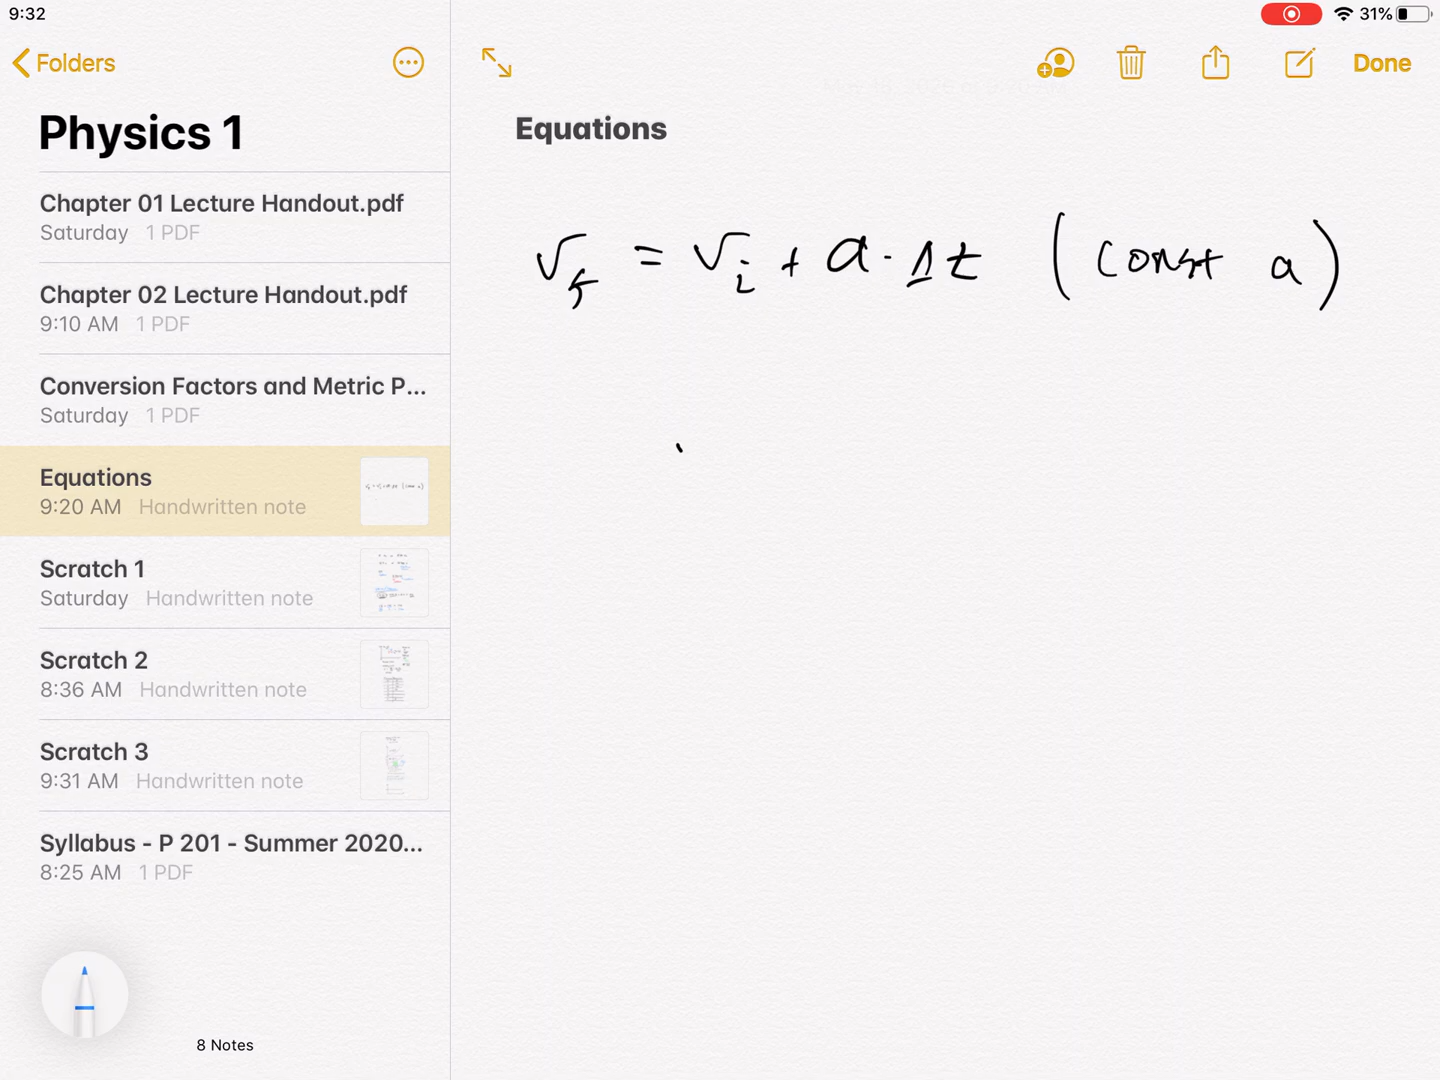 9:32
31%
Folders
Done
Physics 1
Chapter 01 Lecture Handout.pdf
Saturday 1 PDF
Chapter 02 Lecture Handout.pdf
9:10 AM 1 PDF
Conversion Factors and Metric P...
Saturday 1 PDF
Equations
9:20 AM Handwritten note
Scratch 1
Saturday Handwritten note
Scratch 2
8:36 AM Handwritten note
Scratch 3
9:31 AM Handwritten note
Syllabus - P 201 - Summer 2020...
8:25 AM 1 PDF
8 Notes
Equations
v_f = v_i + a · Δt (const a)